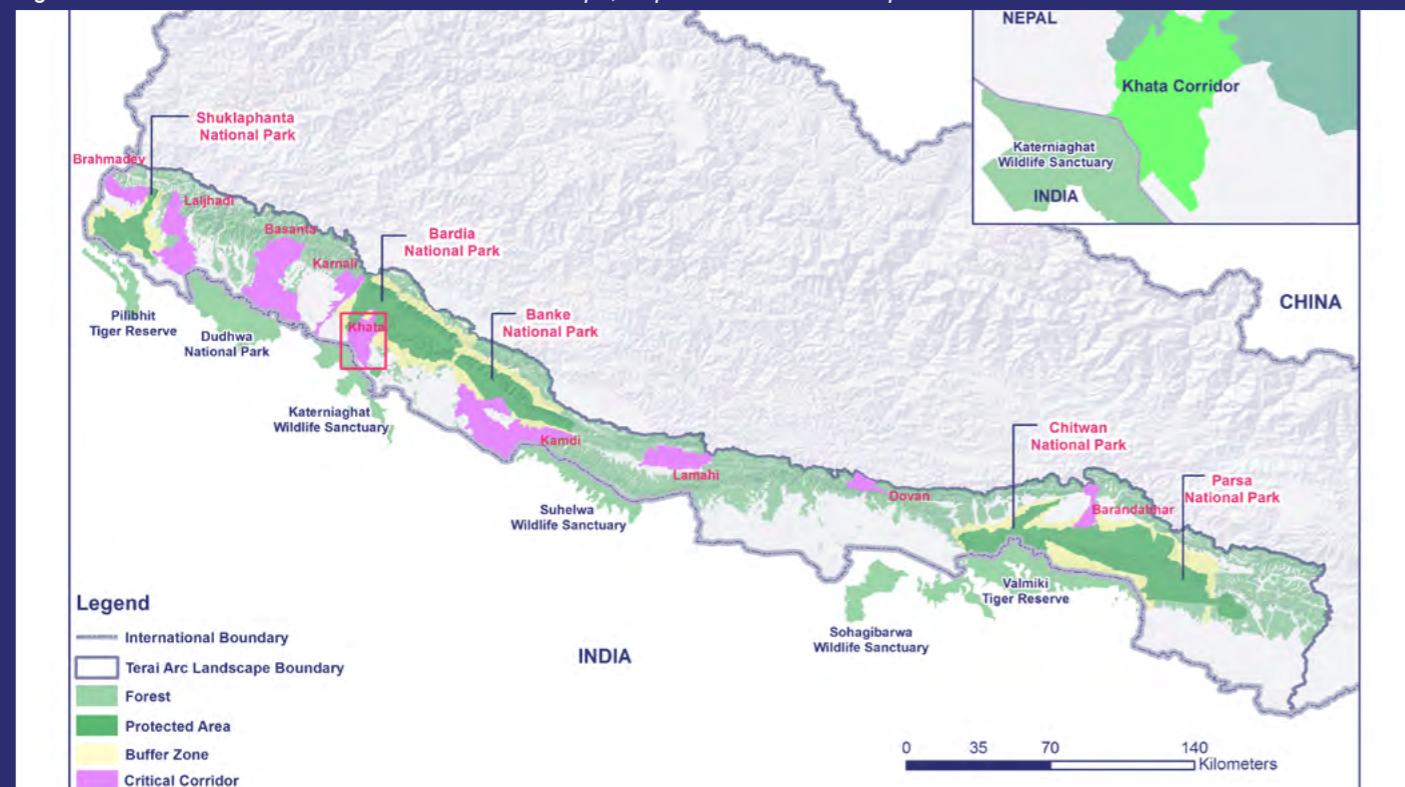 NEPAL
Khata Corridor
Katerniaghat
Wildlife Sanctuary
INDIA
Shuklaphanta
National Park
Brahmadev
Laljhadi
Basanta
Bardia
National Park
Karnali
CHINA
Pilibhit
Tiger Reserve
Banke
National Park
Khata
Dudhwa
National Park
Katerniaghat
Wildlife Sanctuary
Chitwan
National Park
Kamdi
Lamahi
Parsa
National Park
Dovan
Barandabhar
Suhelwa
Wildlife Sanctuary
Valmiki
Tiger Reserve
Legend
International Boundary
Sohagibarwa
Wildlife Sanctuary
INDIA
Terai Arc Landscape Boundary
Forest
Protected Area
Buffer Zone
Critical Corridor
0 35 70 140
Kilometers